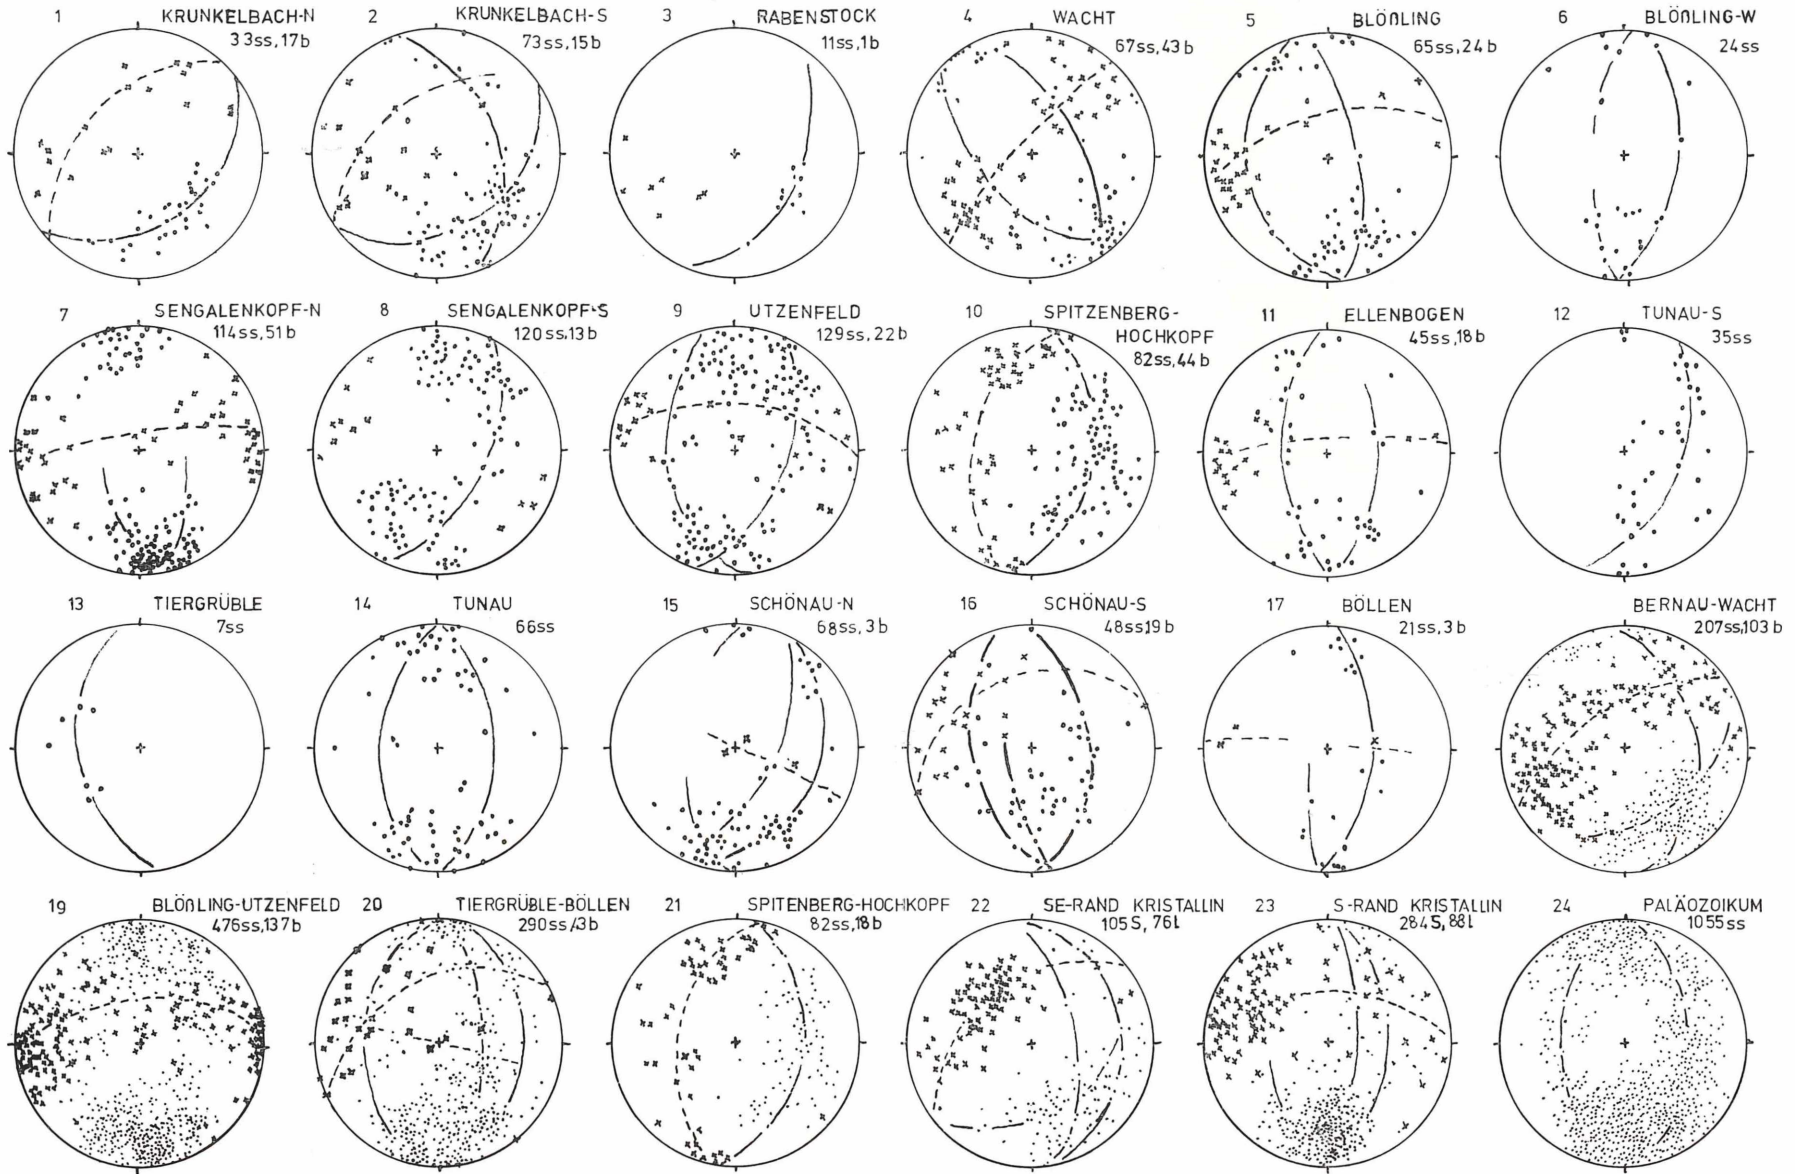 1 KRUNKELBACH-N
33ss,17b
2 KRUNKELBACH-S
73ss,15b
3 RABENSTOCK
11ss,1b
4 WACHT
67ss,43b
5 BLÖßLING
65ss,24b
6 BLÖßLING-W
24ss
7 SENGALENKOPF-N
114ss,51b
8 SENGALENKOPF-S
120ss,13b
9 UTZENFELD
129ss,22b
10 SPITZENBERG-
HOCHKOPF
82ss,44b
11 ELLENBOGEN
45ss,18b
12 TUNAU-S
35ss
13 TIERGRÜBLE
7ss
14 TUNAU
66ss
15 SCHÖNAU-N
68ss,3b
16 SCHÖNAU-S
48ss,19b
17 BÖLLEN
21ss,3b
BERNAU-WACHT
207ss,103b
19 BLÖßLING-UTZENFELD
476ss,137b
20 TIERGRÜBLE-BÖLLEN
290ss/3b
21 SPITENBERG-HOCHKOPF
82ss,18b
22 SE-RAND KRISTALLIN
105S,76l
23 S-RAND KRISTALLIN
284S,88l
24 PALÄOZOIKUM
1055ss